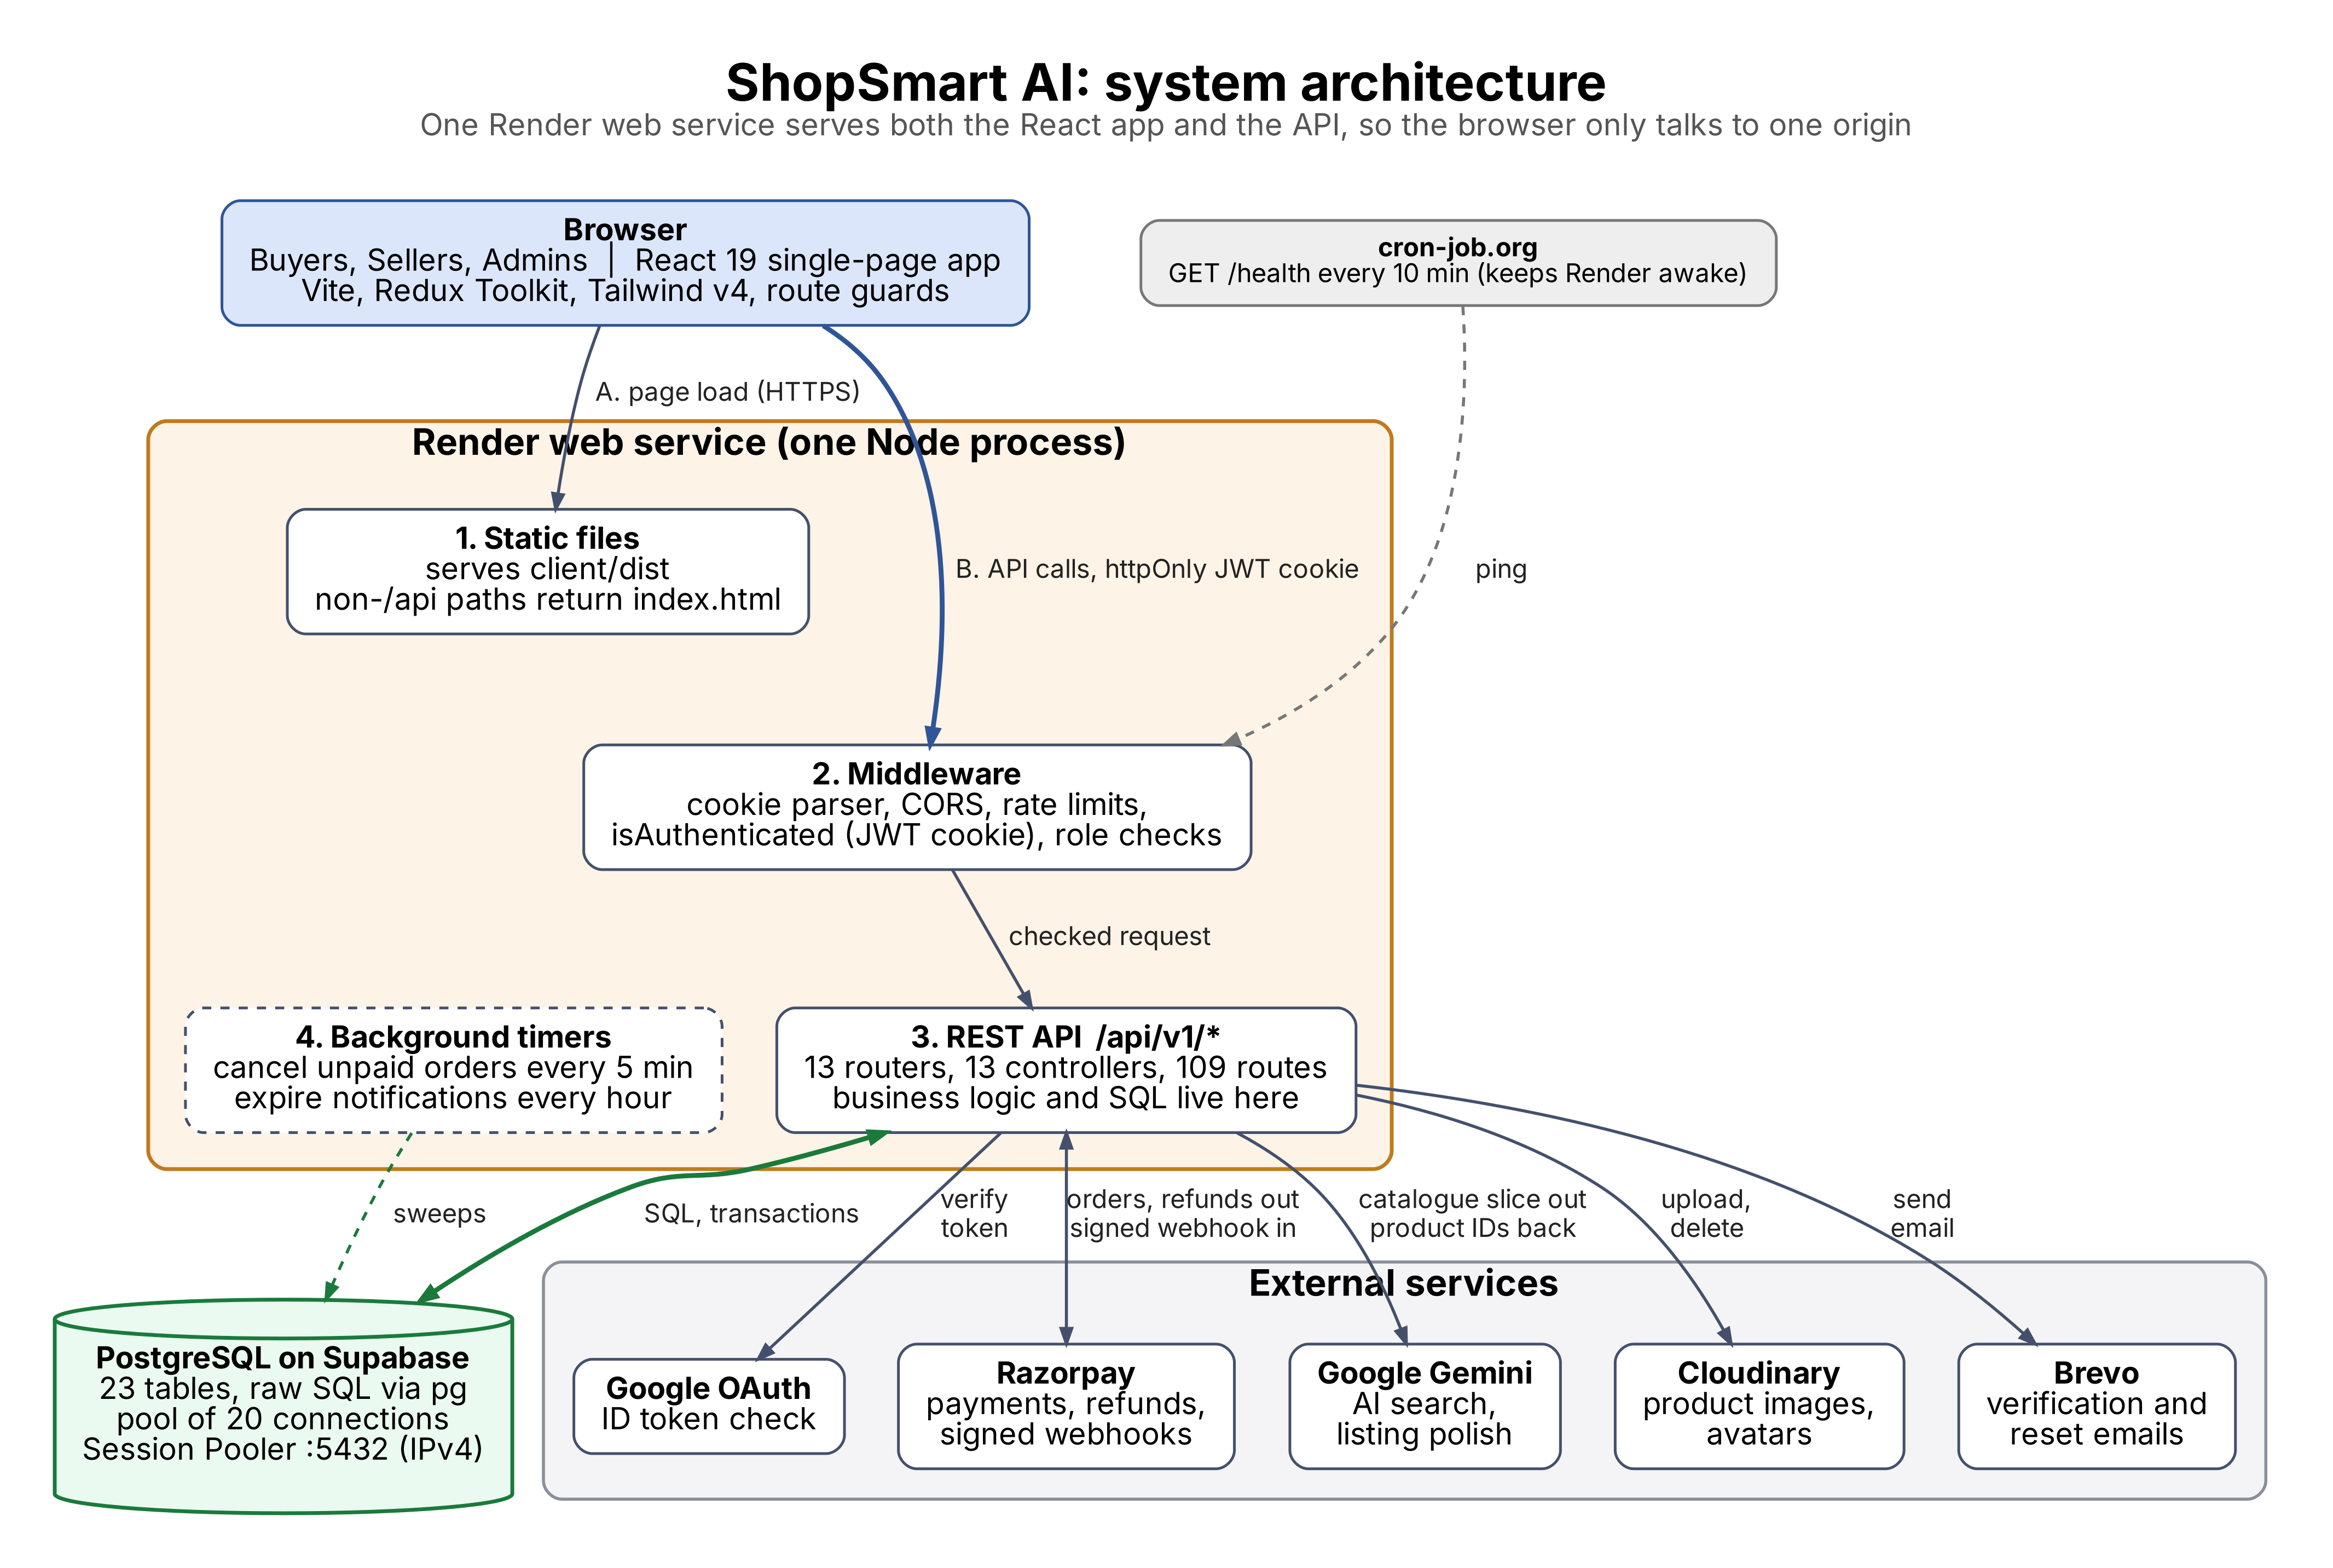 ShopSmart AI: system architecture
One Render web service serves both the React app and the API, so the browser only talks to one origin
Browser
Buyers, Sellers, Admins | React 19 single-page app
Vite, Redux Toolkit, Tailwind v4, route guards
cron-job.org
GET /health every 10 min (keeps Render awake)
A. page load (HTTPS)
Render web service (one Node process)
1. Static files
serves client/dist
non-/api paths return index.html
B. API calls, httpOnly JWT cookie
ping
2. Middleware
cookie parser, CORS, rate limits,
isAuthenticated (JWT cookie), role checks
checked request
4. Background timers
cancel unpaid orders every 5 min
expire notifications every hour
3. REST API /api/v1/*
13 routers, 13 controllers, 109 routes
business logic and SQL live here
sweeps
SQL, transactions
verify
token
orders, refunds out
signed webhook in
catalogue slice out
product IDs back
upload,
delete
send
email
External services
PostgreSQL on Supabase
23 tables, raw SQL via pg
pool of 20 connections
Session Pooler :5432 (IPv4)
Google OAuth
ID token check
Razorpay
payments, refunds,
signed webhooks
Google Gemini
AI search,
listing polish
Cloudinary
product images,
avatars
Brevo
verification and
reset emails